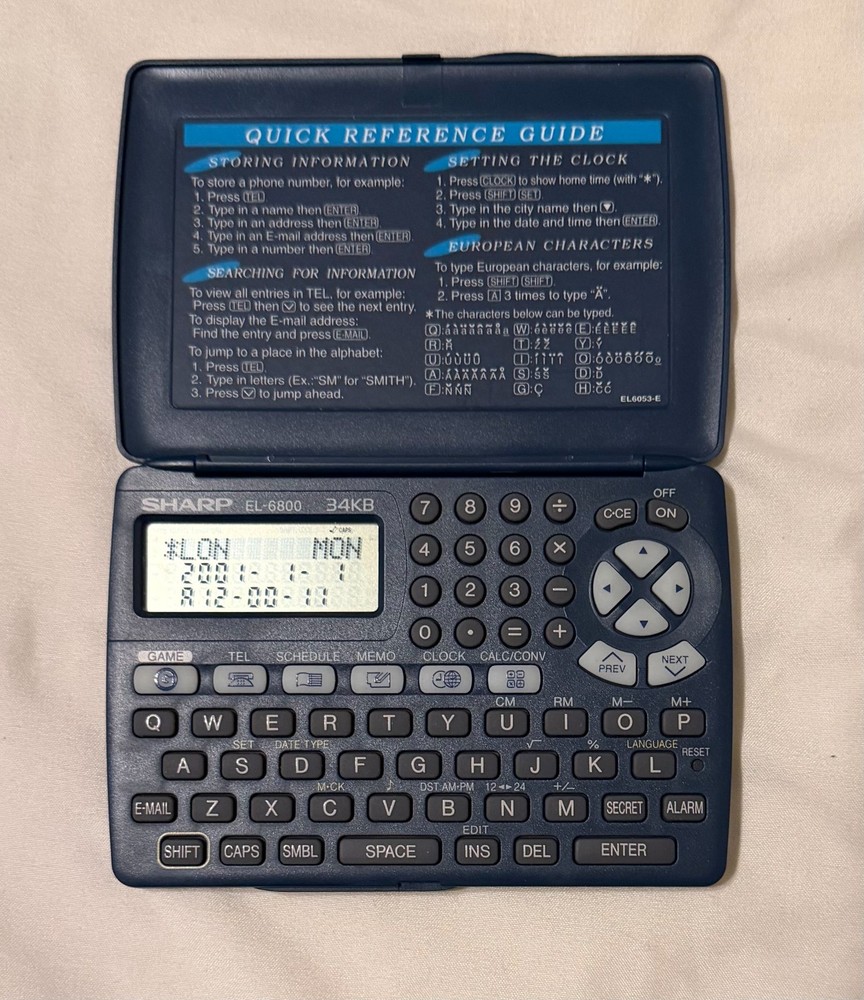 QUICK REFERENCE GUIDE
STORING INFORMATION
To store a phone number, for example:
1. Press TEL
2. Type in a name then ENTER.
3. Type in an address then ENTER.
4. Type in an E-mail address then ENTER.
5. Type in a number then ENTER.
SEARCHING FOR INFORMATION
To view all entries in TEL, for example:
Press TEL then to see the next entry.
To display the E-mail address:
Find the entry and press E-MAIL.
To jump to a place in the alphabet:
1. Press TEL.
2. Type in letters (Ex.:"SM" for "SMITH").
3. Press to jump ahead.
SETTING THE CLOCK
1. Press CLOCK to show home time (with "*").
2. Press SHIFT SET.
3. Type in the city name then ▼.
4. Type in the date and time then ENTER.
EUROPEAN CHARACTERS
To type European characters, for example:
1. Press SHIFT SHIFT.
2. Press A 3 times to type "Ä".
*The characters below can be typed.
Q: W: E:
R: T: Y:
U: I: O:
A: S: D:
F: G:Ç H:
EL6053-E
SHARP EL-6800 34KB
CAPS
*LON MON
2001- 1- 1
A12-00-11
7 8 9 ÷
4 5 6 ×
1 2 3 −
0 • = +
OFF
C·CE ON
▲
◄ ►
▼
PREV NEXT
GAME TEL SCHEDULE MEMO CLOCK CALC/CONV
CM RM M− M+
Q W E R T Y U I O P
SET DATE TYPE √ % LANGUAGE RESET
A S D F G H J K L
M•CK ♪ DST·AM·PM 12◄►24 +/−
E-MAIL Z X C V B N M SECRET ALARM
EDIT
SHIFT CAPS SMBL SPACE INS DEL ENTER